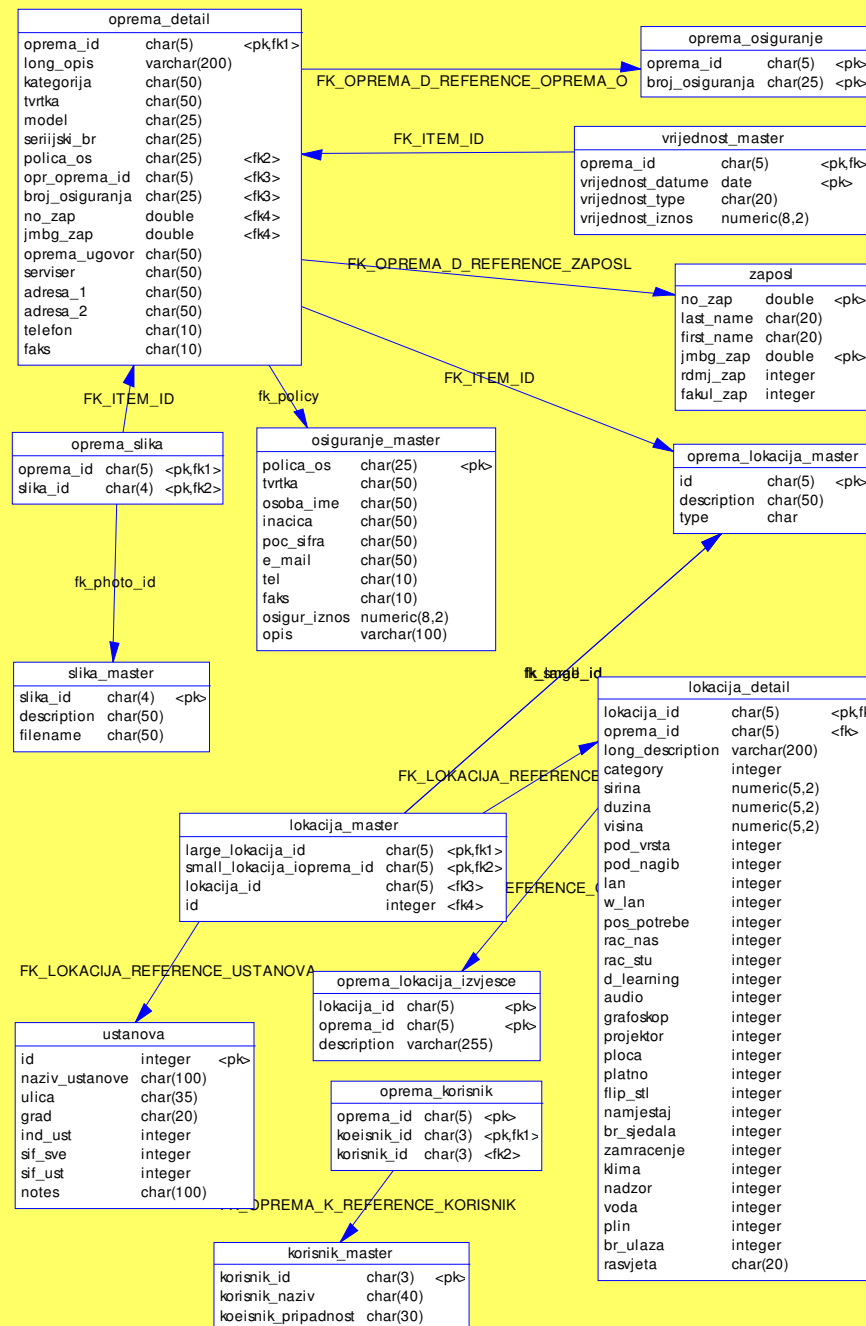 oprema_detail
oprema_id char(5) <pk,fk1>
long_opis varchar(200)
kategorija char(50)
tvrtka char(50)
model char(25)
seriijski_br char(25)
polica_os char(25) <fk2>
opr_oprema_id char(5) <fk3>
broj_osiguranja char(25) <fk3>
no_zap double <fk4>
jmbg_zap double <fk4>
oprema_ugovor char(50)
serviser char(50)
adresa_1 char(50)
adresa_2 char(50)
telefon char(10)
faks char(10)
FK_OPREMA_D_REFERENCE_OPREMA_O
oprema_osiguranje
oprema_id char(5) <pk>
broj_osiguranja char(25) <pk>
FK_ITEM_ID
vrijednost_master
oprema_id char(5) <pk,fk>
vrijednost_datume date <pk>
vrijednost_type char(20)
vrijednost_iznos numeric(8,2)
FK_OPREMA_D_REFERENCE_ZAPOSL
zaposl
no_zap double <pk>
last_name char(20)
first_name char(20)
jmbg_zap double <pk>
rdmj_zap integer
fakul_zap integer
FK_ITEM_ID
FK_ITEM_ID
fk_policy
oprema_slika
oprema_id char(5) <pk,fk1>
slika_id char(4) <pk,fk2>
osiguranje_master
polica_os char(25) <pk>
tvrtka char(50)
osoba_ime char(50)
inacica char(50)
poc_sifra char(50)
e_mail char(50)
tel char(10)
faks char(10)
osigur_iznos numeric(8,2)
opis varchar(100)
oprema_lokacija_master
id char(5) <pk>
description char(50)
type char
fk_photo_id
slika_master
slika_id char(4) <pk>
description char(50)
filename char(50)
lokacija_detail
lokacija_id char(5) <pk,fk
oprema_id char(5) <fk>
long_description varchar(200)
category integer
sirina numeric(5,2)
duzina numeric(5,2)
visina numeric(5,2)
pod_vrsta integer
pod_nagib integer
lan integer
w_lan integer
pos_potrebe integer
rac_nas integer
rac_stu integer
d_learning integer
audio integer
grafoskop integer
projektor integer
ploca integer
platno integer
flip_stl integer
namjestaj integer
br_sjedala integer
zamracenje integer
klima integer
nadzor integer
voda integer
plin integer
br_ulaza integer
rasvjeta char(20)
FK_LOKACIJA_REFERENCE
lokacija_master
large_lokacija_id char(5) <pk,fk1>
small_lokacija_ioprema_id char(5) <pk,fk2>
lokacija_id char(5) <fk3>
id integer <fk4>
EFERENCE_
FK_LOKACIJA_REFERENCE_USTANOVA
oprema_lokacija_izvjesce
lokacija_id char(5) <pk>
oprema_id char(5) <pk>
description varchar(255)
ustanova
id integer <pk>
naziv_ustanove char(100)
ulica char(35)
grad char(20)
ind_ust integer
sif_sve integer
sif_ust integer
notes char(100)
oprema_korisnik
oprema_id char(5) <pk>
koeisnik_id char(3) <pk,fk1>
korisnik_id char(3) <fk2>
FK_OPREMA_K_REFERENCE_KORISNIK
korisnik_master
korisnik_id char(3) <pk>
korisnik_naziv char(40)
koeisnik_pripadnost char(30)